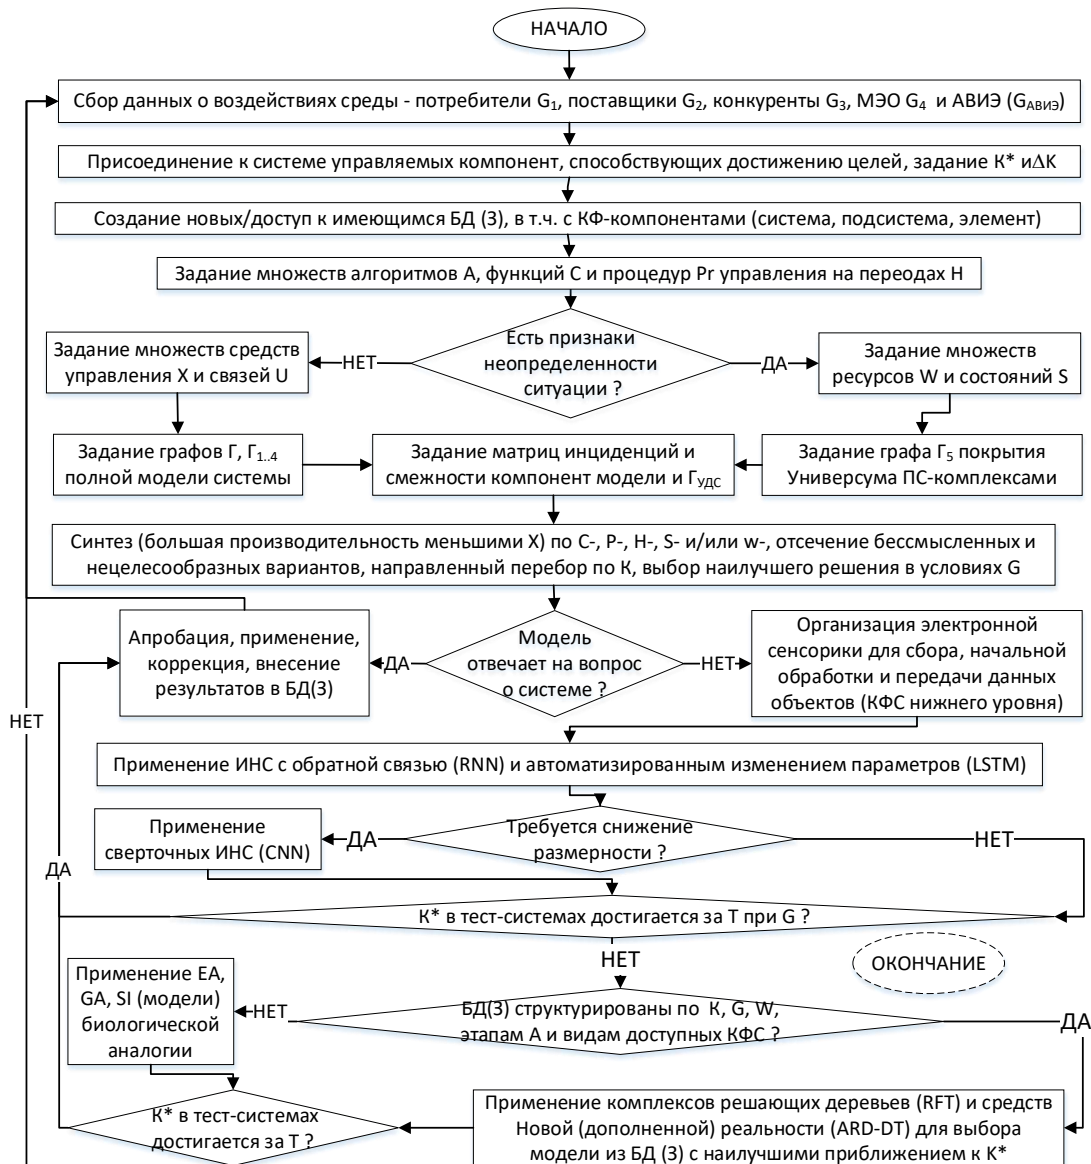 НАЧАЛО
Сбор данных о воздействиях среды - потребители G₁, поставщики G₂, конкуренты G₃, МЭО G₄ и АВИЭ (G_АВИЭ)
Присоединение к системе управляемых компонент, способствующих достижению целей, задание К* и∆K
Создание новых/доступ к имеющимся БД (З), в т.ч. с КФ-компонентами (система, подсистема, элемент)
Задание множеств алгоритмов А, функций С и процедур Pr управления на переодах Н
Есть признаки
неопределенности
ситуации ?
НЕТ
ДА
Задание множеств средств
управления X и связей U
Задание множеств
ресурсов W и состояний S
Задание графов Г, Г₁..₄
полной модели системы
Задание матриц инциденций и
смежности компонент модели и Г_УДС
Задание графа Г₅ покрытия
Универсума ПС-комплексами
Синтез (большая производительность меньшими X) по С-, Р-, Н-, S- и/или w-, отсечение бессмысленных и
нецелесообразных вариантов, направленный перебор по К, выбор наилучшего решения в условиях G
Апробация, применение,
коррекция, внесение
результатов в БД(З)
ДА
Модель
отвечает на вопрос
о системе ?
НЕТ
Организация электронной
сенсорики для сбора, начальной
обработки и передачи данных
объектов (КФС нижнего уровня)
НЕТ
Применение ИНС с обратной связью (RNN) и автоматизированным изменением параметров (LSTM)
Применение
сверточных ИНС (CNN)
ДА
Требуется снижение
размерности ?
НЕТ
ДА
К* в тест-системах достигается за Т при G ?
НЕТ
ОКОНЧАНИЕ
Применение EA,
GA, SI (модели)
биологической
аналогии
НЕТ
БД(З) структурированы по К, G, W,
этапам А и видам доступных КФС ?
ДА
К* в тест-системах
достигается за Т ?
Применение комплексов решающих деревьев (RFT) и средств
Новой (дополненной) реальности (ARD-DT) для выбора
модели из БД (З) с наилучшими приближением к К*